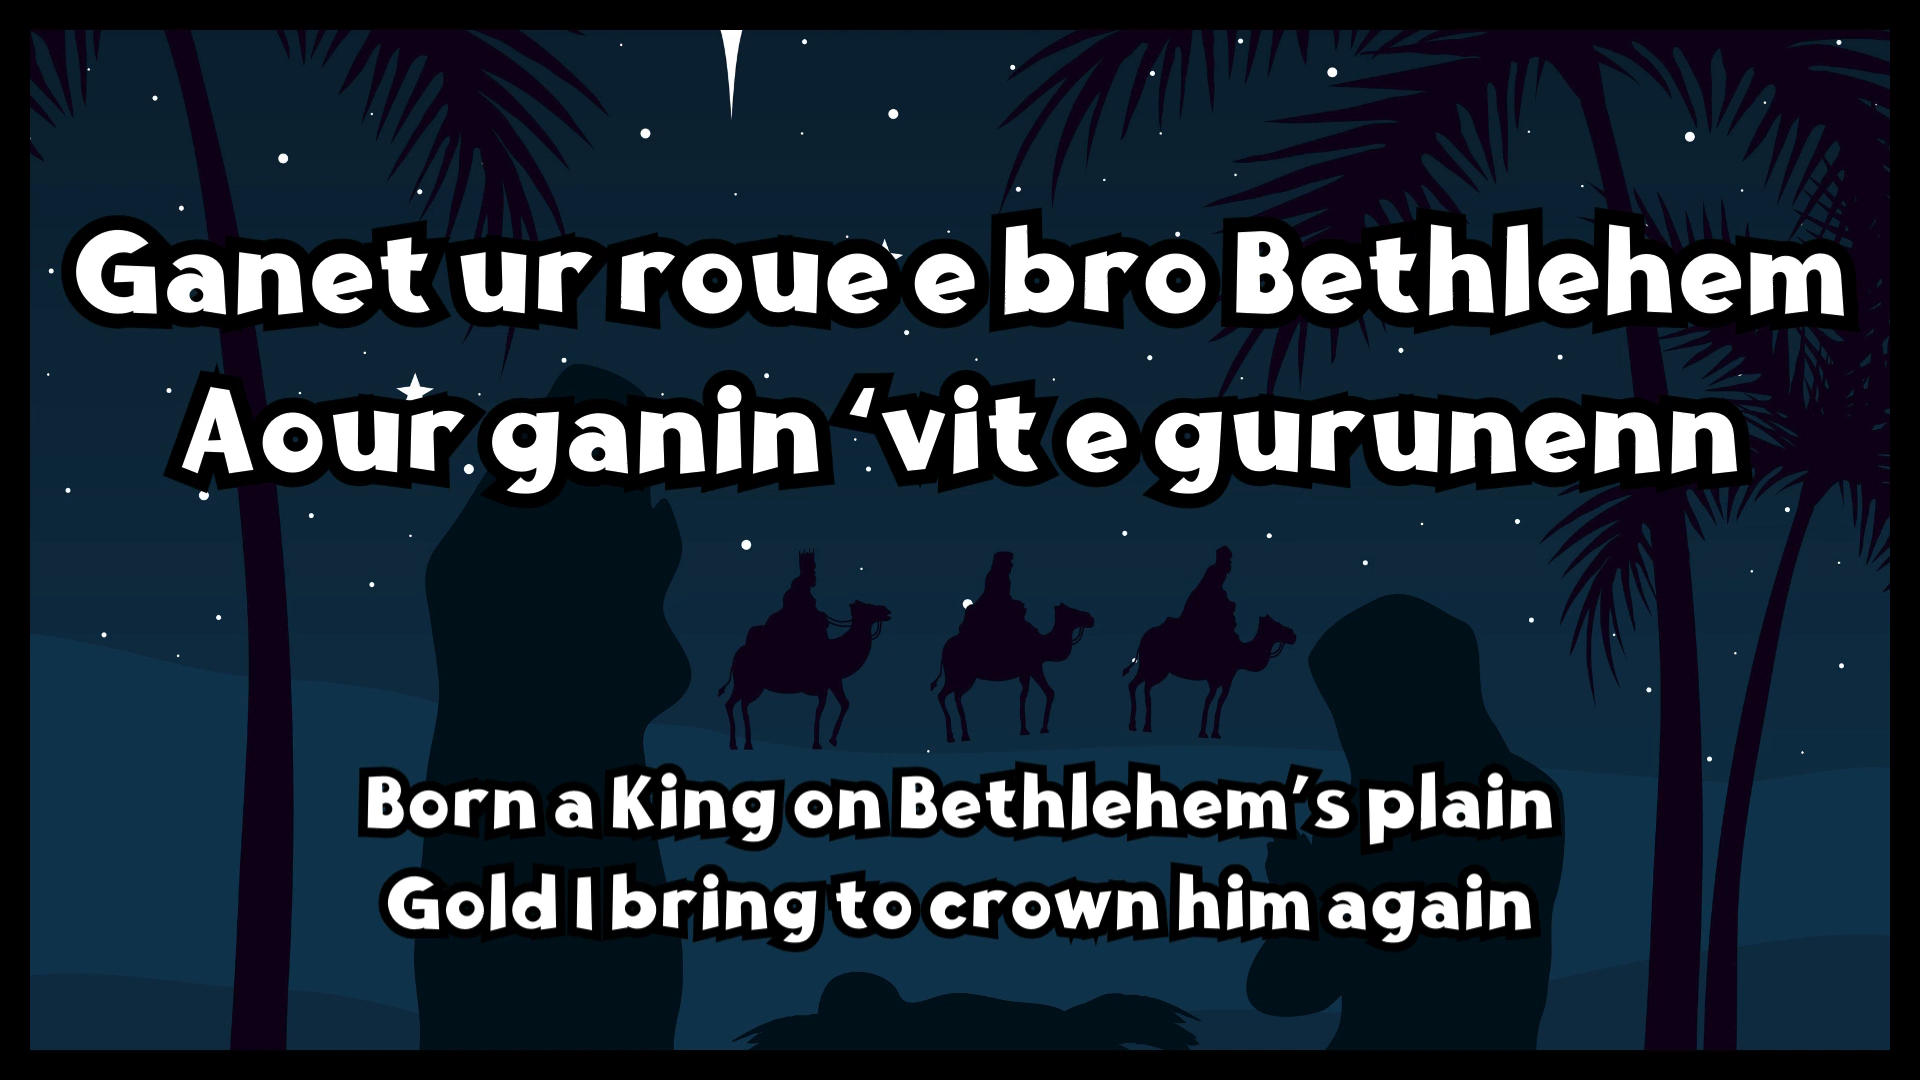 Ganet ur roue e bro Bethlehem
Aour ganin ‘vit e gurunenn
Born a King on Bethlehem’s plain
Gold I bring to crown him again